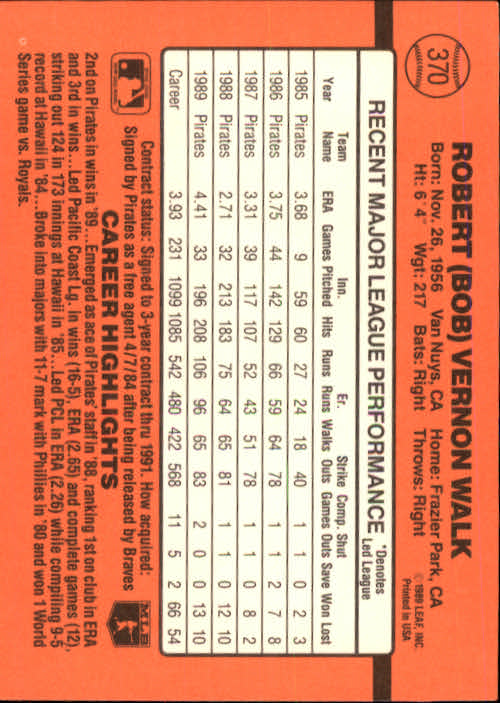 370
ROBERT (BOB) VERNON WALK
Born: Nov. 26, 1956 Van Nuys, CA Home: Frazier Park, CA
Ht: 6'4" Wgt: 217 Bats: Right Throws: Right
©1989 LEAF, INC.
Printed in USA
RECENT MAJOR LEAGUE PERFORMANCE
*Denotes
Led League
Team Inn. Er. Strike Comp. Shut
Year Name ERA Games Pitched Hits Runs Runs Walks Outs Games Outs Save Won Lost
1985 Pirates 3.68 9 59 60 27 24 18 40 1 1 0 2 3
1986 Pirates 3.75 44 142 129 66 59 64 78 1 1 2 7 8
1987 Pirates 3.31 39 117 107 52 43 51 78 1 1 0 8 2
1988 Pirates 2.71 32 213 183 75 64 65 81 1 1 0 12 10
1989 Pirates 4.41 33 196 208 106 96 65 83 2 0 0 13 10
Career 3.93 231 1099 1085 542 480 422 568 11 5 2 66 54
Contract status: Signed to 3-year contract thru 1991. How acquired:
Signed by Pirates as a free agent 4/7/84 after being released by Braves
MLB
CAREER HIGHLIGHTS
2nd on Pirates in wins in '89...Emerged as ace of Pirates' staff in '88, ranking 1st on club in ERA
and 3rd in wins...Led Pacific Coast Lg. in wins (16-5), ERA (2.65) and complete games (12),
striking out 124 in 173 innings at Hawaii in '85...Led PCL in ERA (2.26) while compiling 9-5
record at Hawaii in '84...Broke into majors with 11-7 mark with Phillies in '80 and won 1 World
Series game vs. Royals.